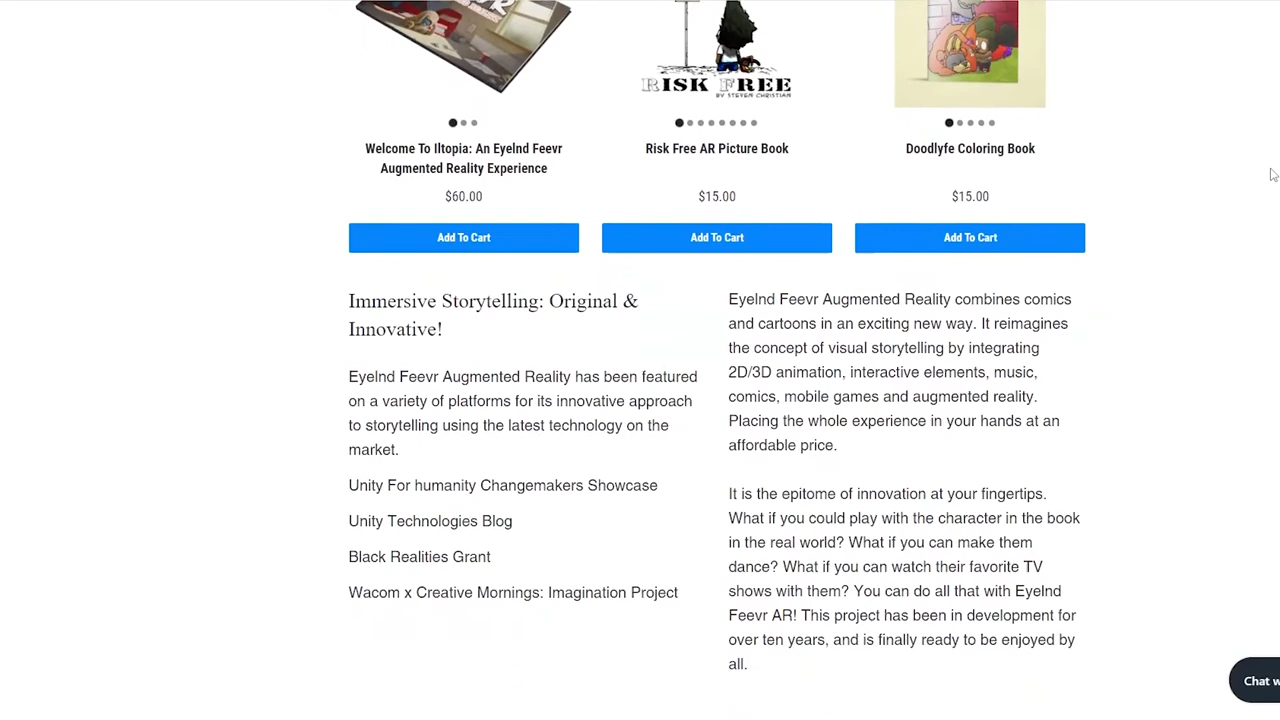 RISK FREE
BY STEVEN CHRISTIAN
Welcome To Iltopia: An Eyelnd Feevr
Augmented Reality Experience
$60.00
Add To Cart
Risk Free AR Picture Book
$15.00
Add To Cart
Doodlyfe Coloring Book
$15.00
Add To Cart
Immersive Storytelling: Original &
Innovative!
Eyelnd Feevr Augmented Reality has been featured
on a variety of platforms for its innovative approach
to storytelling using the latest technology on the
market.
Unity For humanity Changemakers Showcase
Unity Technologies Blog
Black Realities Grant
Wacom x Creative Mornings: Imagination Project
Eyelnd Feevr Augmented Reality combines comics
and cartoons in an exciting new way. It reimagines
the concept of visual storytelling by integrating
2D/3D animation, interactive elements, music,
comics, mobile games and augmented reality.
Placing the whole experience in your hands at an
affordable price.
It is the epitome of innovation at your fingertips.
What if you could play with the character in the book
in the real world? What if you can make them
dance? What if you can watch their favorite TV
shows with them? You can do all that with Eyelnd
Feevr AR! This project has been in development for
over ten years, and is finally ready to be enjoyed by
all.
Chat w